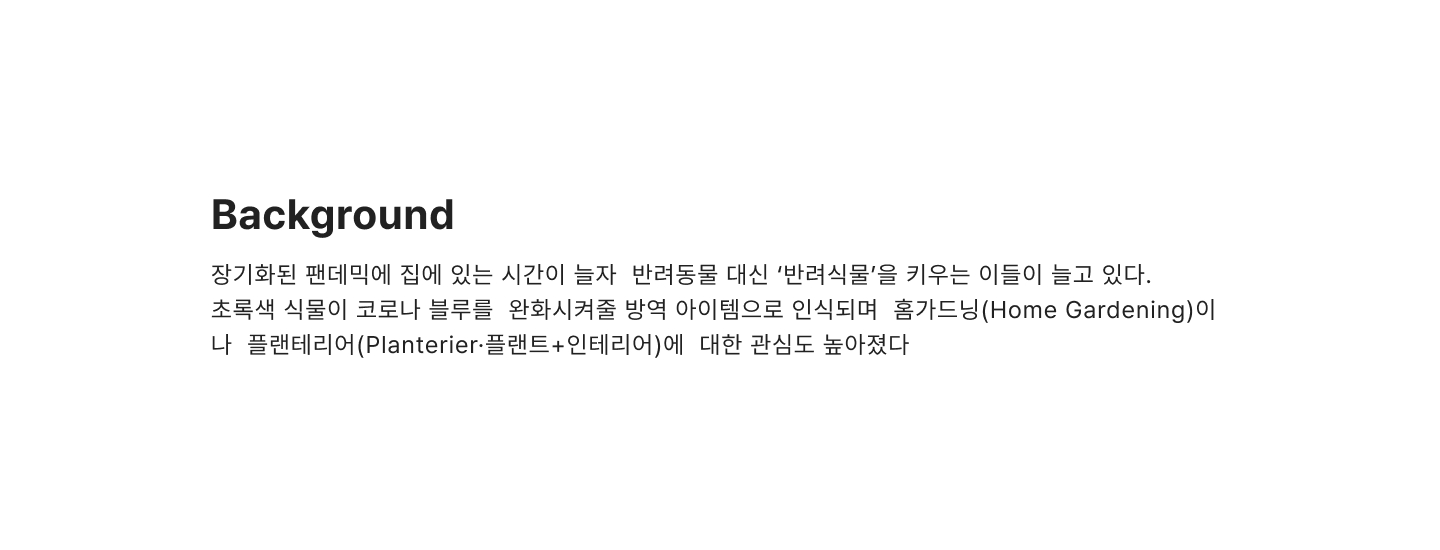 Background
장기화된 팬데믹에 집에 있는 시간이 늘자  반려동물 대신 ‘반려식물’을 키우는 이들이 늘고 있다.
초록색 식물이 코로나 블루를  완화시켜줄 방역 아이템으로 인식되며  홈가드닝(Home Gardening)이
나  플랜테리어(Planterier·플랜트+인테리어)에  대한 관심도 높아졌다